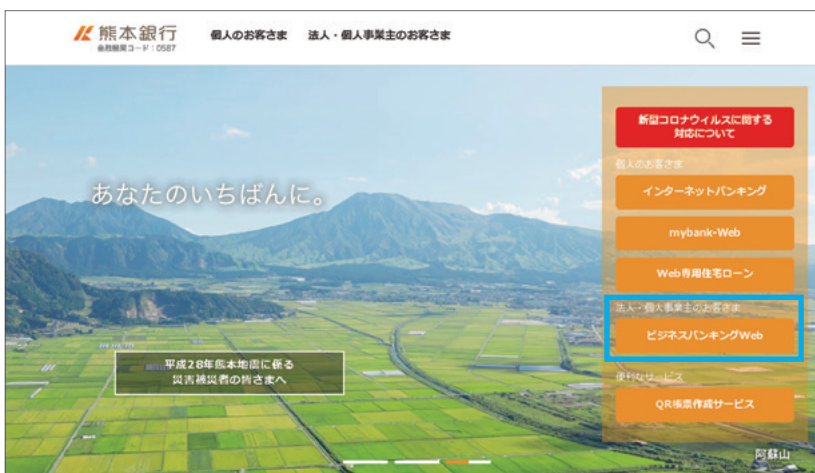 熊本銀行
金融機関コード：0587
個人のお客さま
法人・個人事業主のお客さま
あなたのいちばんに。
平成28年熊本地震に係る
災害被災者の皆さまへ
新型コロナウィルスに関する
対応について
個人のお客さま
インターネットバンキング
mybank-Web
Web専用住宅ローン
法人・個人事業主のお客さま
ビジネスバンキングWeb
便利なサービス
QR帳票作成サービス
阿蘇山